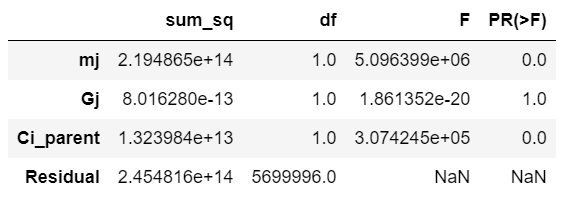 sum_sq df F PR(>F)
mj 2.194865e+14 1.0 5.096399e+06 0.0
Gj 8.016280e-13 1.0 1.861352e-20 1.0
Ci_parent 1.323984e+13 1.0 3.074245e+05 0.0
Residual 2.454816e+14 5699996.0 NaN NaN